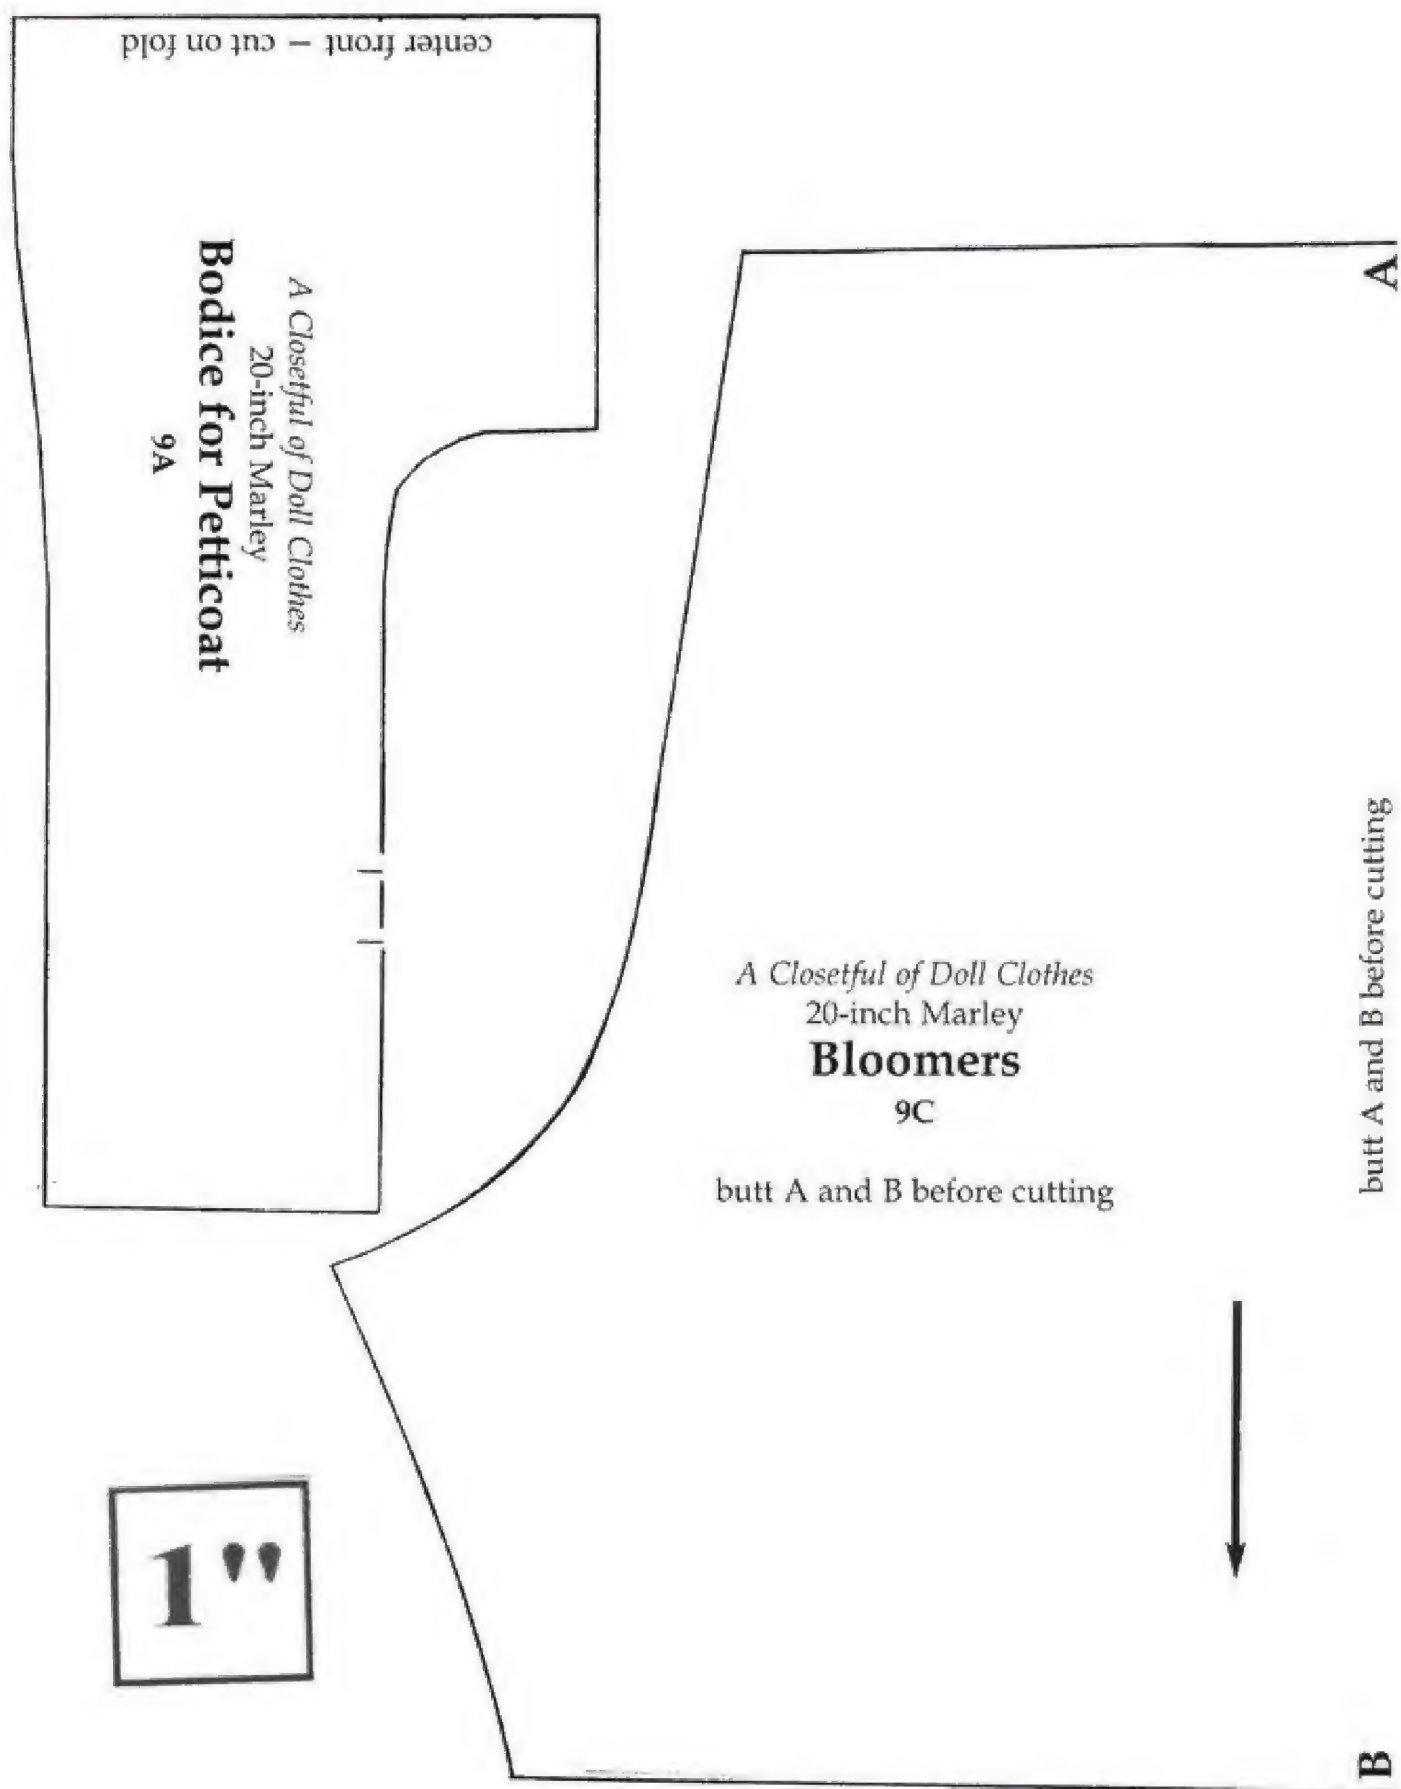 center front – cut on fold
A Closetful of Doll Clothes
20-inch Marley
Bodice for Petticoat
9A
A
butt A and B before cutting
A Closetful of Doll Clothes
20-inch Marley
Bloomers
9C
butt A and B before cutting
1"
B